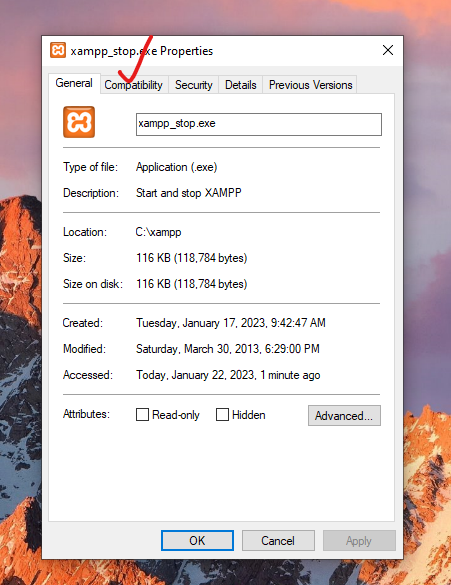 xampp_stop.exe Properties
General Compatibility Security Details Previous Versions
xampp_stop.exe
Type of file: Application (.exe)
Description: Start and stop XAMPP
Location: C:\xampp
Size: 116 KB (118,784 bytes)
Size on disk: 116 KB (118,784 bytes)
Created: Tuesday, January 17, 2023, 9:42:47 AM
Modified: Saturday, March 30, 2013, 6:29:00 PM
Accessed: Today, January 22, 2023, 1 minute ago
Attributes: Read-only Hidden Advanced...
OK Cancel Apply